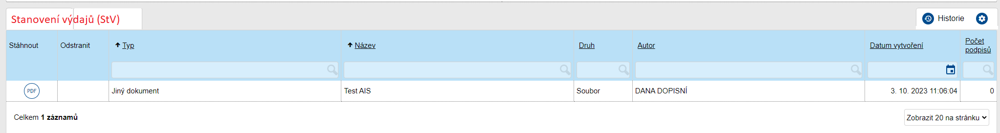 Stanovení výdajů (StV)
Historie
Stáhnout Odstranit Typ Název Druh Autor Datum vytvoření Počet podpisů
PDF Jiný dokument Test AIS Soubor DANA DOPISNÍ 3. 10. 2023 11:06:04 0
Celkem 1 záznamů
Zobrazit 20 na stránku